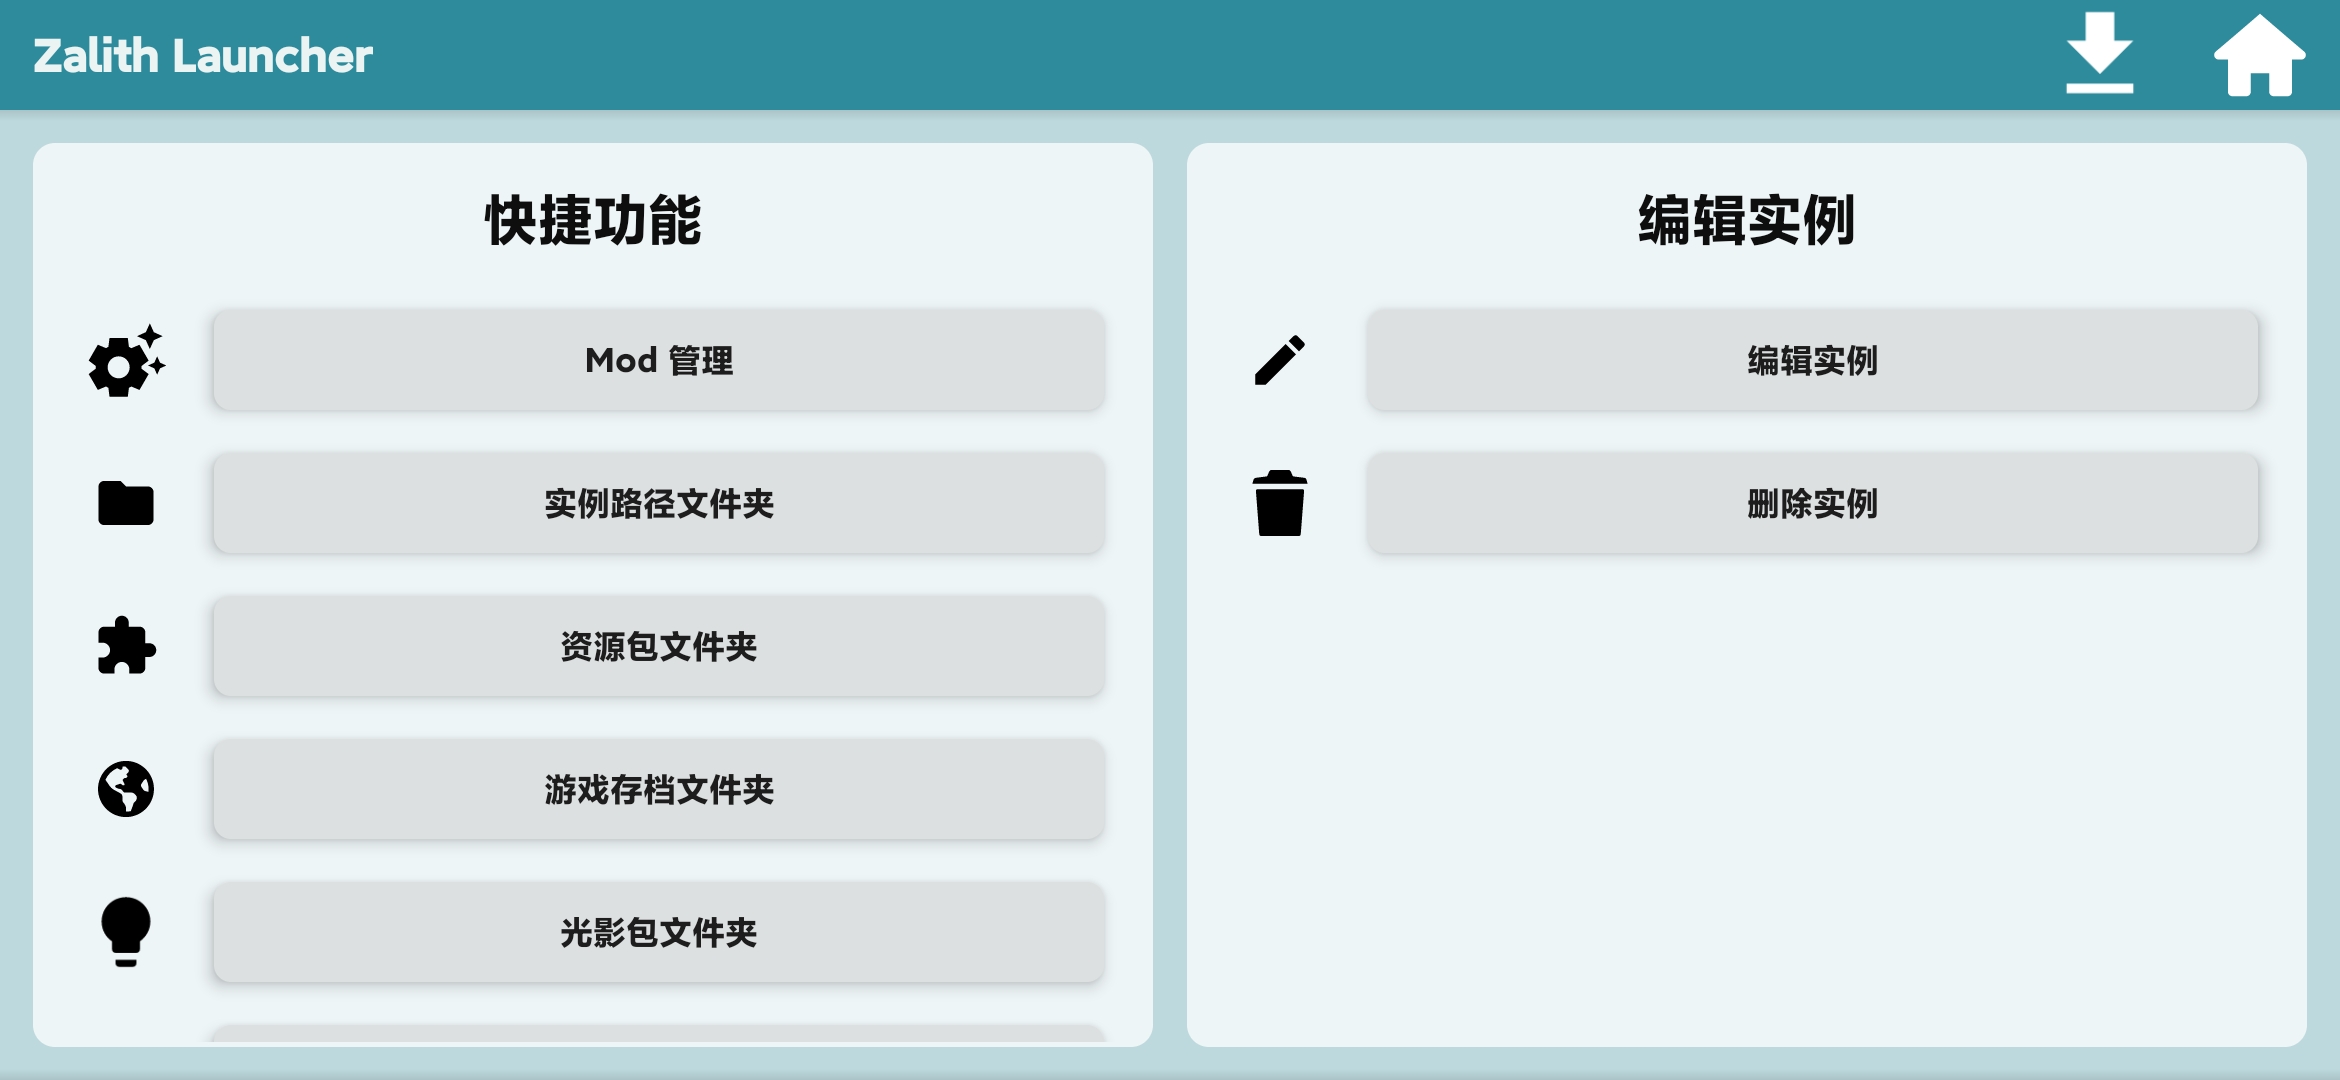 Zalith Launcher
快捷功能
Mod 管理
实例路径文件夹
资源包文件夹
游戏存档文件夹
光影包文件夹
编辑实例
编辑实例
删除实例